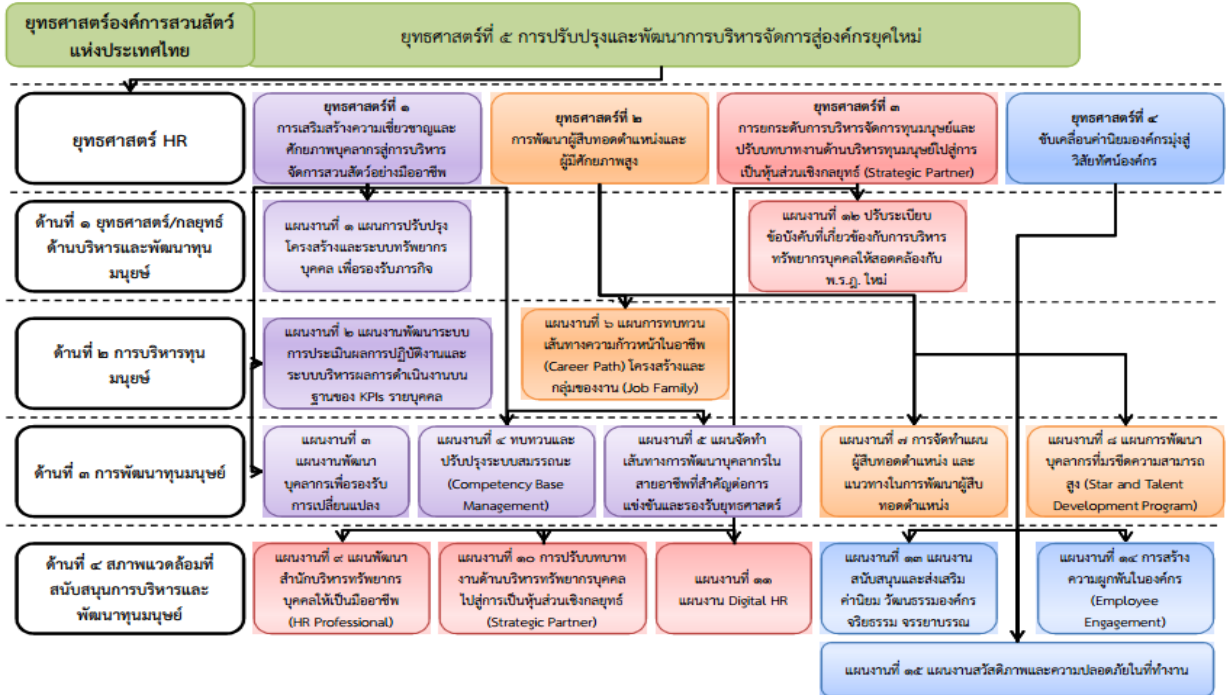 ยุทธศาสตร์องค์การสวนสัตว์
แห่งประเทศไทย
ยุทธศาสตร์ที่ ๕ การปรับปรุงและพัฒนาการบริหารจัดการสู่องค์กรยุคใหม่
ยุทธศาสตร์ HR
ยุทธศาสตร์ที่ ๑
การเสริมสร้างความเชี่ยวชาญและ
ศักยภาพบุคลากรสู่การบริหาร
จัดการสวนสัตว์อย่างมืออาชีพ
ยุทธศาสตร์ที่ ๒
การพัฒนาผู้สืบทอดตำแหน่งและ
ผู้มีศักยภาพสูง
ยุทธศาสตร์ที่ ๓
การยกระดับการบริหารจัดการทุนมนุษย์และ
ปรับบทบาทงานด้านบริหารทุนมนุษย์ไปสู่การ
เป็นหุ้นส่วนเชิงกลยุทธ์ (Strategic Partner)
ยุทธศาสตร์ที่ ๔
ขับเคลื่อนค่านิยมองค์กรมุ่งสู่
วิสัยทัศน์องค์กร
ด้านที่ ๑ ยุทธศาสตร์/กลยุทธ์
ด้านบริหารและพัฒนาทุน
มนุยษ์
แผนงานที่ ๑ แผนการปรับปรุง
โครงสร้างและระบบทรัพยากร
บุคคล เพื่อรองรับภารกิจ
แผนงานที่ ๑๒ ปรับระเบียบ
ข้อบังคับที่เกี่ยวข้องกับการบริหาร
ทรัพยากรบุคคลให้สอดคล้องกับ
พ.ร.ฎ. ใหม่
ด้านที่ ๒ การบริหารทุน
มนุยษ์
แผนงานที่ ๒ แผนงานพัฒนาระบบ
การประเมินผลการปฏิบัติงานและ
ระบบบริหารผลการดำเนินงานบน
ฐานของ KPIs รายบุคคล
แผนงานที่ ๖ แผนการทบทวน
เส้นทางความก้าวหน้าในอาชีพ
(Career Path) โครงสร้างและ
กลุ่มของงาน (Job Family)
ด้านที่ ๓ การพัฒนาทุนมนุษย์
แผนงานที่ ๓
แผนงานพัฒนา
บุคลากรเพื่อรองรับ
การเปลี่ยนแปลง
แผนงานที่ ๔ ทบทวนและ
ปรับปรุงระบบสมรรถนะ
(Competency Base
Management)
แผนงานที่ ๕ แผนจัดทำ
เส้นทางการพัฒนาบุคลากรใน
สายอาชีพที่สำคัญต่อการ
แข่งขันและรองรับยุทธศาสตร์
แผนงานที่ ๗ การจัดทำแผน
ผู้สืบทอดตำแหน่ง และ
แนวทางในการพัฒนาผู้สืบ
ทอดตำแหน่ง
แผนงานที่ ๘ แผนการพัฒนา
บุคลากรที่มรขีดความสามารถ
สูง (Star and Talent
Development Program)
ด้านที่ ๔ สภาพแวดล้อมที่
สนับสนุนการบริหารและ
พัฒนาทุนมนุษย์
แผนงานที่ ๙ แผนพัฒนา
สำนักบริหารทรัพยากร
บุคคลให้เป็นมืออาชีพ
(HR Professional)
แผนงานที่ ๑๐ การปรับบทบาท
งานด้านบริหารทรัพยากรบุคคล
ไปสู่การเป็นหุ้นส่วนเชิงกลยุทธ์
(Strategic Partner)
แผนงานที่ ๑๑
แผนงาน Digital HR
แผนงานที่ ๑๓ แผนงาน
สนับสนุนและส่งเสริม
ค่านิยม วัฒนธรรมองค์กร
จริยธรรม จรรยาบรรณ
แผนงานที่ ๑๔ การสร้าง
ความผูกพันในองค์กร
(Employee
Engagement)
แผนงานที่ ๑๕ แผนงานสวัสดิภาพและความปลอดภัยในที่ทำงาน